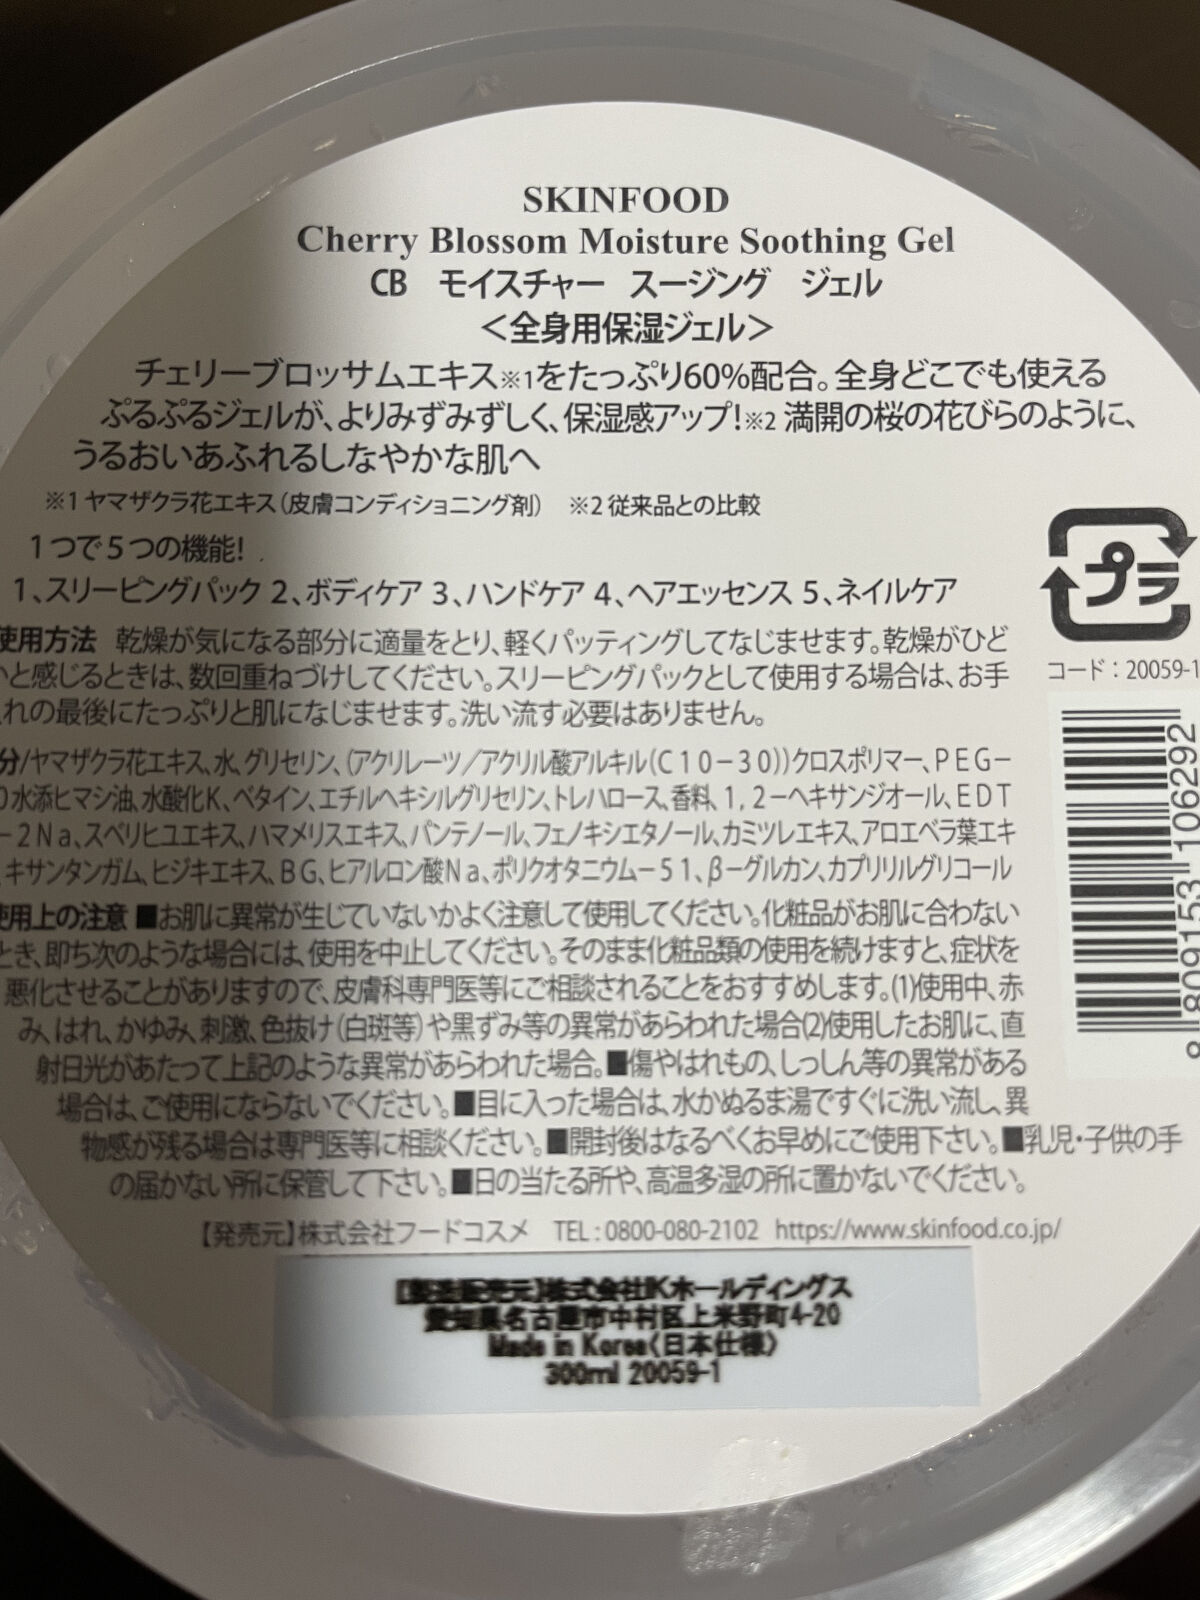 SKINFOOD
Cherry Blossom Moisture Soothing Gel
CB モイスチャー スージング ジェル
＜全身用保湿ジェル＞
チェリーブロッサムエキス※1をたっぷり60%配合。全身どこでも使える
ぷるぷるジェルが、よりみずみずしく、保湿感アップ!※2 満開の桜の花びらのように、
うるおいあふれるしなやかな肌へ
※1 ヤマザクラ花エキス（皮膚コンディショニング剤） ※2 従来品との比較
1つで5つの機能!
1、スリーピングパック 2、ボディケア 3、ハンドケア 4、ヘアエッセンス 5、ネイルケア
使用方法 乾燥が気になる部分に適量をとり、軽くパッティングしてなじませます。乾燥がひど
いと感じるときは、数回重ねづけしてください。スリーピングパックとして使用する場合は、お手
れの最後にたっぷりと肌になじませます。洗い流す必要はありません。
分/ヤマザクラ花エキス、水、グリセリン、（アクリレーツ／アクリル酸アルキル（C10－30））クロスポリマー、PEG－
0水添ヒマシ油、水酸化K、ベタイン、エチルヘキシルグリセリン、トレハロース、香料、1,2－ヘキサンジオール、EDT
－2Na、スベリヒユエキス、ハマメリスエキス、パンテノール、フェノキシエタノール、カミツレエキス、アロエベラ葉エキ
、キサンタンガム、ヒジキエキス、BG、ヒアルロン酸Na、ポリクオタニウム－51、β－グルカン、カプリリルグリコール
使用上の注意 ■お肌に異常が生じていないかよく注意して使用してください。化粧品がお肌に合わない
とき、即ち次のような場合には、使用を中止してください。そのまま化粧品類の使用を続けますと、症状を
悪化させることがありますので、皮膚科専門医等にご相談されることをおすすめします。(1)使用中、赤
み、はれ、かゆみ、刺激、色抜け（白斑等）や黒ずみ等の異常があらわれた場合(2)使用したお肌に、直
射日光があたって上記のような異常があらわれた場合。■傷やはれもの、しっしん等の異常がある
場合は、ご使用にならないでください。■目に入った場合は、水かぬるま湯ですぐに洗い流し、異
物感が残る場合は専門医等に相談ください。■開封後はなるべくお早めにご使用下さい。■乳児・子供の手
の届かない所に保管して下さい。■日の当たる所や、高温多湿の所に置かないでください。
【発売元】株式会社フードコスメ TEL：0800-080-2102 https://www.skinfood.co.jp/
【製造販売元】株式会社IKホールディングス
愛知県名古屋市中村区上米野町4-20
Made in Korea〈日本仕様〉
300ml 20059-1
プラ
コード：20059-1
8 809153 106292